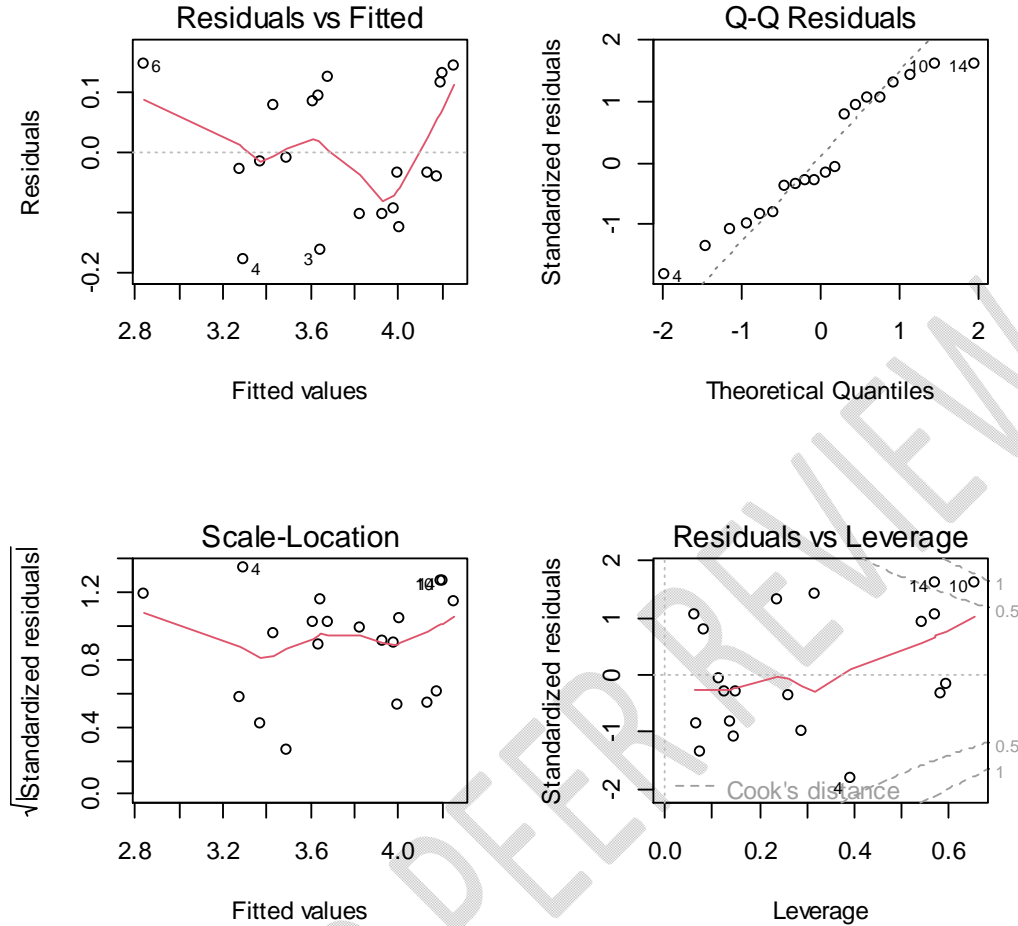 Residuals vs Fitted
Residuals
0.1
0.0
-0.2
6
4
3
2.8 3.2 3.6 4.0
Fitted values
Q-Q Residuals
Standardized residuals
2
1
0
-1
4
10
14
-2 -1 0 1 2
Theoretical Quantiles
Scale-Location
√|Standardized residuals|
1.2
0.8
0.4
0.0
4
2.8 3.2 3.6 4.0
Fitted values
Residuals vs Leverage
Standardized residuals
2
1
0
-1
-2
14
10
4
1
0.5
0.5
1
Cook's distance
0.0 0.2 0.4 0.6
Leverage
PEER REVIEW